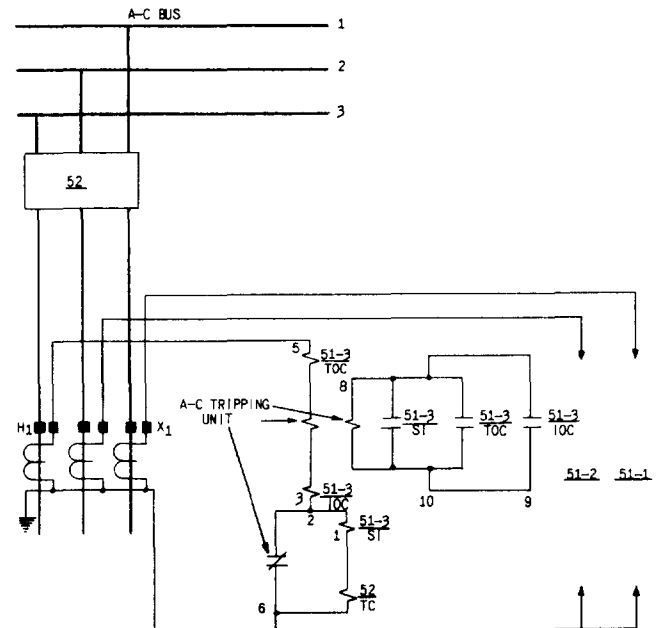 A-C BUS
1
2
3
52
5
51-3
TOC
8
A-C TRIPPING
UNIT
H1
X1
51-3
SI
51-3
TOC
51-3
IOC
3
51-3
IOC
2
10
9
51-2
51-1
1
51-3
SI
52
TC
6